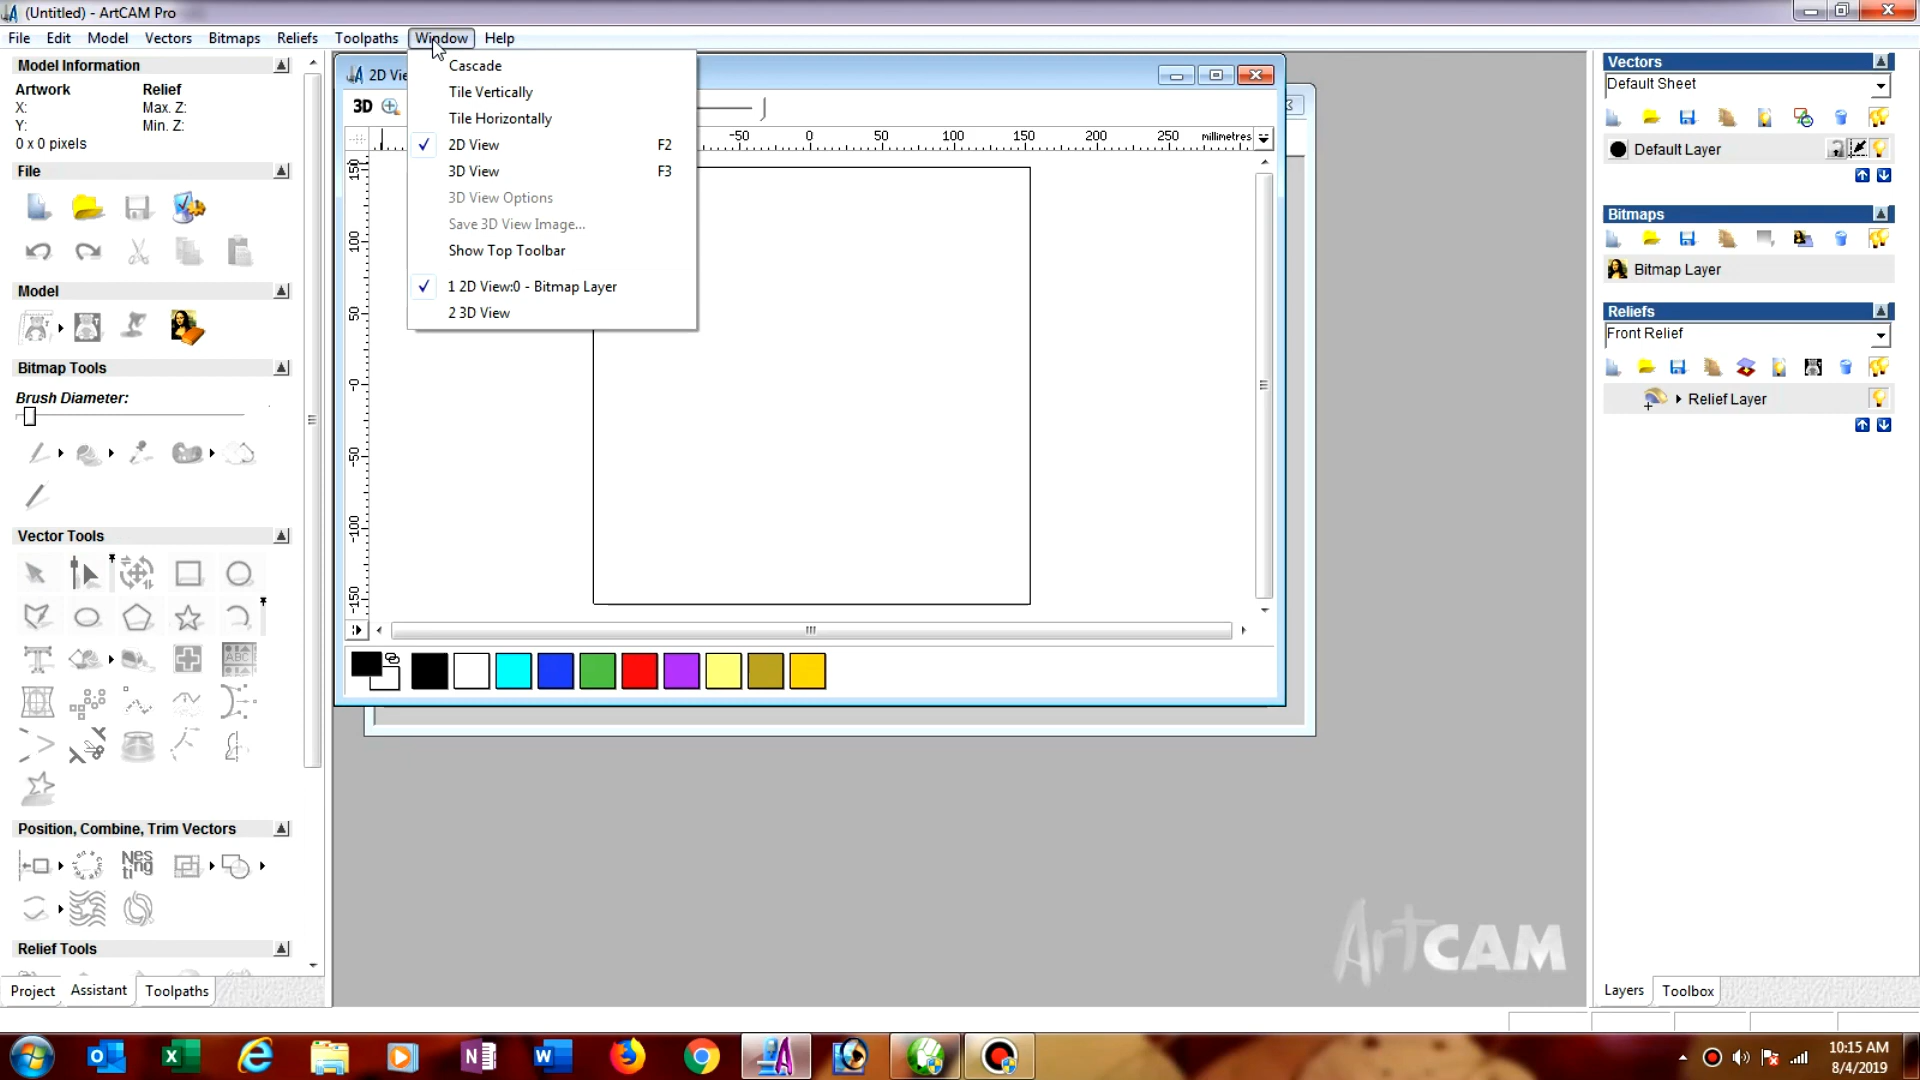 (Untitled) - ArtCAM Pro
File Edit Model Vectors Bitmaps Reliefs Toolpaths Window Help
Model Information
Artwork Relief
X: Max. Z:
Y: Min. Z:
0 x 0 pixels
File
Model
Bitmap Tools
Brush Diameter:
Vector Tools
ABC
Position, Combine, Trim Vectors
Nes
ting
Relief Tools
Project Assistant Toolpaths
2D Vie
3D
Cascade
Tile Vertically
Tile Horizontally
2D View F2
3D View F3
3D View Options
Save 3D View Image...
Show Top Toolbar
1 2D View:0 - Bitmap Layer
2 3D View
-50 0 50 100 150 200 250 millimetres
150
100
50
-0
-50
-100
-150
ArtCAM
Vectors
Default Sheet
Default Layer
Bitmaps
Bitmap Layer
Reliefs
Front Relief
Relief Layer
Layers Toolbox
10:15 AM
8/4/2019